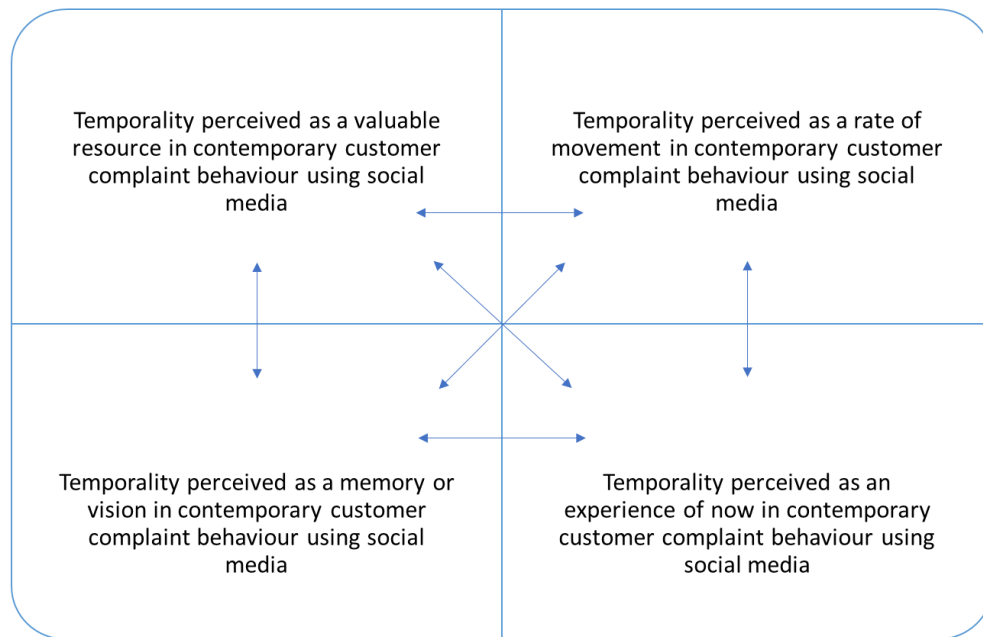 Temporality perceived as a valuable
resource in contemporary customer
complaint behaviour using social
media
Temporality perceived as a rate of
movement in contemporary customer
complaint behaviour using social
media
Temporality perceived as a memory or
vision in contemporary customer
complaint behaviour using social
media
Temporality perceived as an
experience of now in contemporary
customer complaint behaviour using
social media